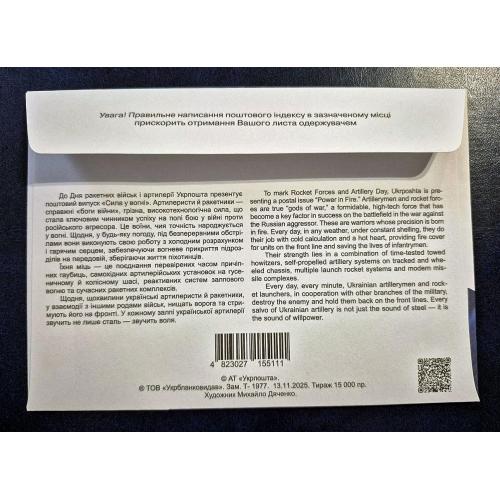 Увага! Правильне написання поштового індексу в зазначеному місці
прискорить отримання Вашого листа одержувачем
До Дня ракетних військ і артилерії Укрпошта презентує
поштовий випуск «Сила у вогні». Артилеристи й ракетники —
справжні «боги війни», грізна, високотехнологічна сила, що
стала ключовим чинником успіху на полі бою у війні проти
російського агресора. Це воїни, чия точність народжується
у вогні. Щодня, у будь-яку погоду, під безперервними обстрі-
лами вони виконують свою роботу з холодним розрахунком
і гарячим серцем, забезпечуючи вогневе прикриття підроз-
ділів на передовій, зберігаючи життя піхотинців.
Їхня міць — це поєднання перевірених часом причіп-
них гаубиць, самохідних артилерійських установок на гусе-
ничному й колісному шасі, реактивних систем залпового
вогню та сучасних ракетних комплексів.
Щодня, щохвилини українські артилеристи й ракетники,
у взаємодії з іншими родами військ, нищать ворога та стри-
мують його на фронті. У кожному залпі української артилерії
звучить не лише сталь — звучить воля.
To mark Rocket Forces and Artillery Day, Ukrposhta is pre-
senting a postal issue "Power in Fire." Artillerymen and rocket forc-
es are true "gods of war," a formidable, high-tech force that has
become a key factor in success on the battlefield in the war against
the Russian aggressor. These are warriors whose precision is born
in fire. Every day, in any weather, under constant shelling, they do
their job with cold calculation and a hot heart, providing fire cover
for units on the front line and saving the lives of infantrymen.
Their strength lies in a combination of time-tested towed
howitzers, self-propelled artillery systems on tracked and whe-
eled chassis, multiple launch rocket systems and modern mis-
sile complexes.
Every day, every minute, Ukrainian artillerymen and rock-
et launchers, in cooperation with other branches of the military,
destroy the enemy and hold them back on the front lines. Every
salvo of Ukrainian artillery is not just the sound of steel — it is
the sound of willpower.
4 823027 155111
© АТ «Укрпошта».
® ТОВ «Укрбланковидав». Зам. Т- 1977. 13.11.2025. Тираж 15 000 пр.
Художник Михайло Дяченко.